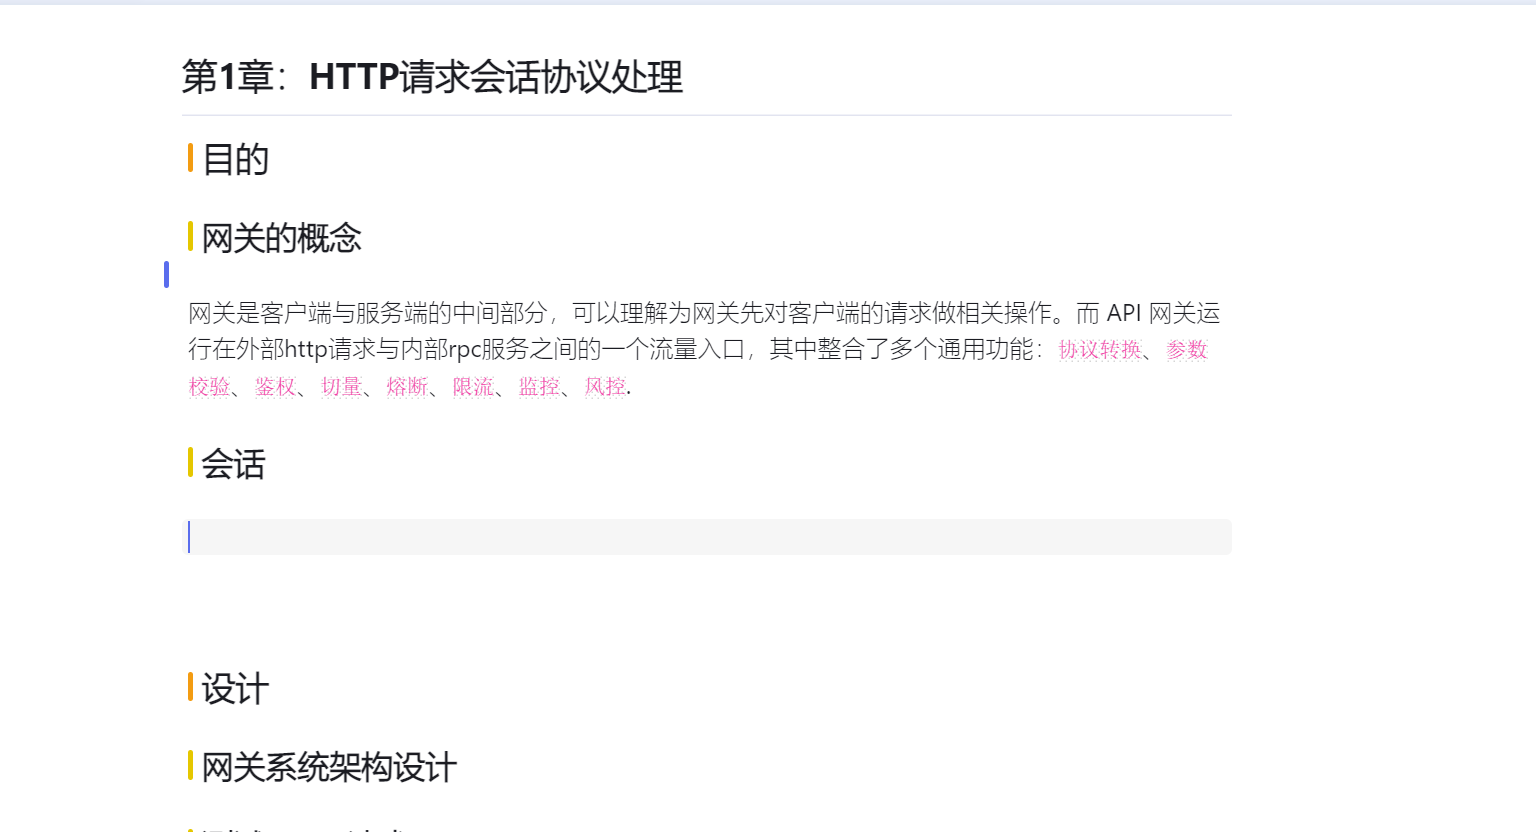 第1章：HTTP请求会话协议处理
目的
网关的概念
网关是客户端与服务端的中间部分，可以理解为网关先对客户端的请求做相关操作。而 API 网关运
行在外部http请求与内部rpc服务之间的一个流量入口，其中整合了多个通用功能：协议转换、参数
校验、鉴权、切量、熔断、限流、监控、风控.
会话
设计
网关系统架构设计